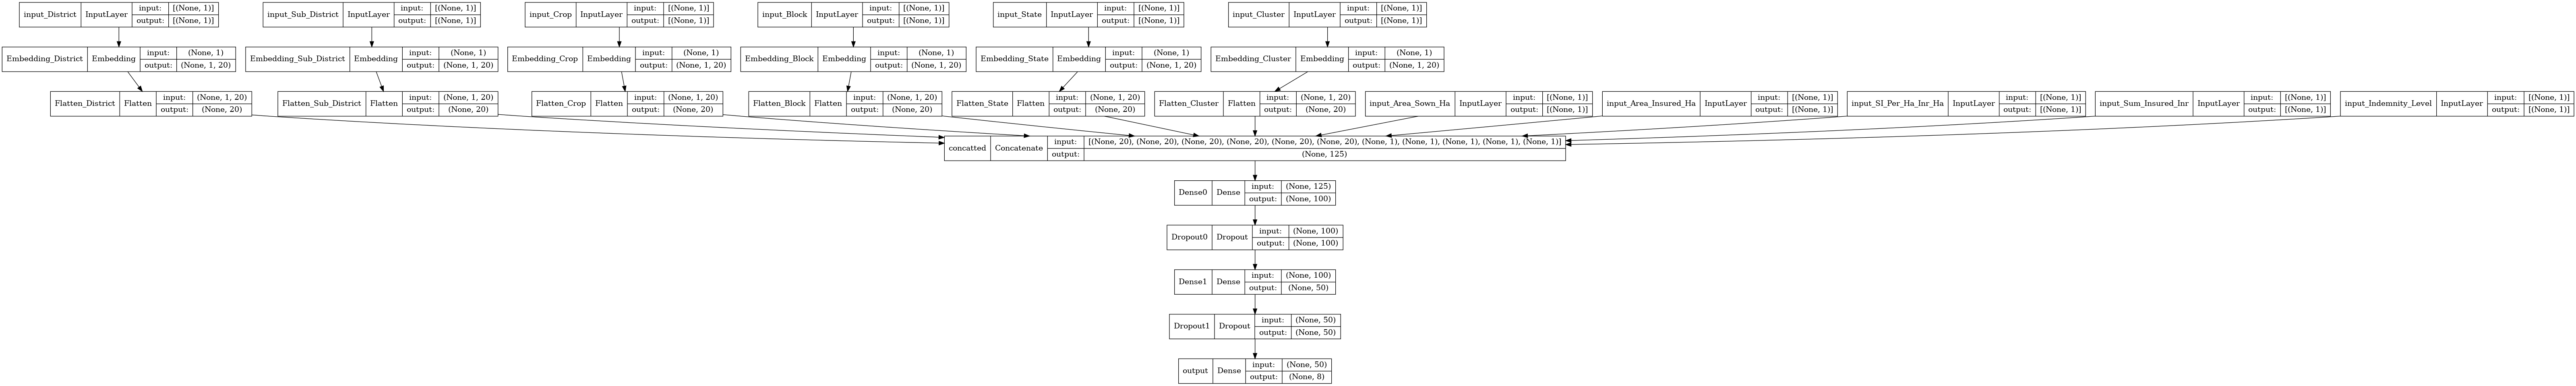 input_District InputLayer input: [(None, 1)] output: [(None, 1)]
input_Sub_District InputLayer input: [(None, 1)] output: [(None, 1)]
input_Crop InputLayer input: [(None, 1)] output: [(None, 1)]
input_Block InputLayer input: [(None, 1)] output: [(None, 1)]
input_State InputLayer input: [(None, 1)] output: [(None, 1)]
input_Cluster InputLayer input: [(None, 1)] output: [(None, 1)]
Embedding_District Embedding input: (None, 1) output: (None, 1, 20)
Embedding_Sub_District Embedding input: (None, 1) output: (None, 1, 20)
Embedding_Crop Embedding input: (None, 1) output: (None, 1, 20)
Embedding_Block Embedding input: (None, 1) output: (None, 1, 20)
Embedding_State Embedding input: (None, 1) output: (None, 1, 20)
Embedding_Cluster Embedding input: (None, 1) output: (None, 1, 20)
Flatten_District Flatten input: (None, 1, 20) output: (None, 20)
Flatten_Sub_District Flatten input: (None, 1, 20) output: (None, 20)
Flatten_Crop Flatten input: (None, 1, 20) output: (None, 20)
Flatten_Block Flatten input: (None, 1, 20) output: (None, 20)
Flatten_State Flatten input: (None, 1, 20) output: (None, 20)
Flatten_Cluster Flatten input: (None, 1, 20) output: (None, 20)
input_Area_Sown_Ha InputLayer input: [(None, 1)] output: [(None, 1)]
input_Area_Insured_Ha InputLayer input: [(None, 1)] output: [(None, 1)]
input_SI_Per_Ha_Inr_Ha InputLayer input: [(None, 1)] output: [(None, 1)]
input_Sum_Insured_Inr InputLayer input: [(None, 1)] output: [(None, 1)]
input_Indemnity_Level InputLayer input: [(None, 1)] output: [(None, 1)]
concatted Concatenate input: [(None, 20), (None, 20), (None, 20), (None, 20), (None, 20), (None, 20), (None, 1), (None, 1), (None, 1), (None, 1), (None, 1)] output: (None, 125)
Dense0 Dense input: (None, 125) output: (None, 100)
Dropout0 Dropout input: (None, 100) output: (None, 100)
Dense1 Dense input: (None, 100) output: (None, 50)
Dropout1 Dropout input: (None, 50) output: (None, 50)
output Dense input: (None, 50) output: (None, 8)